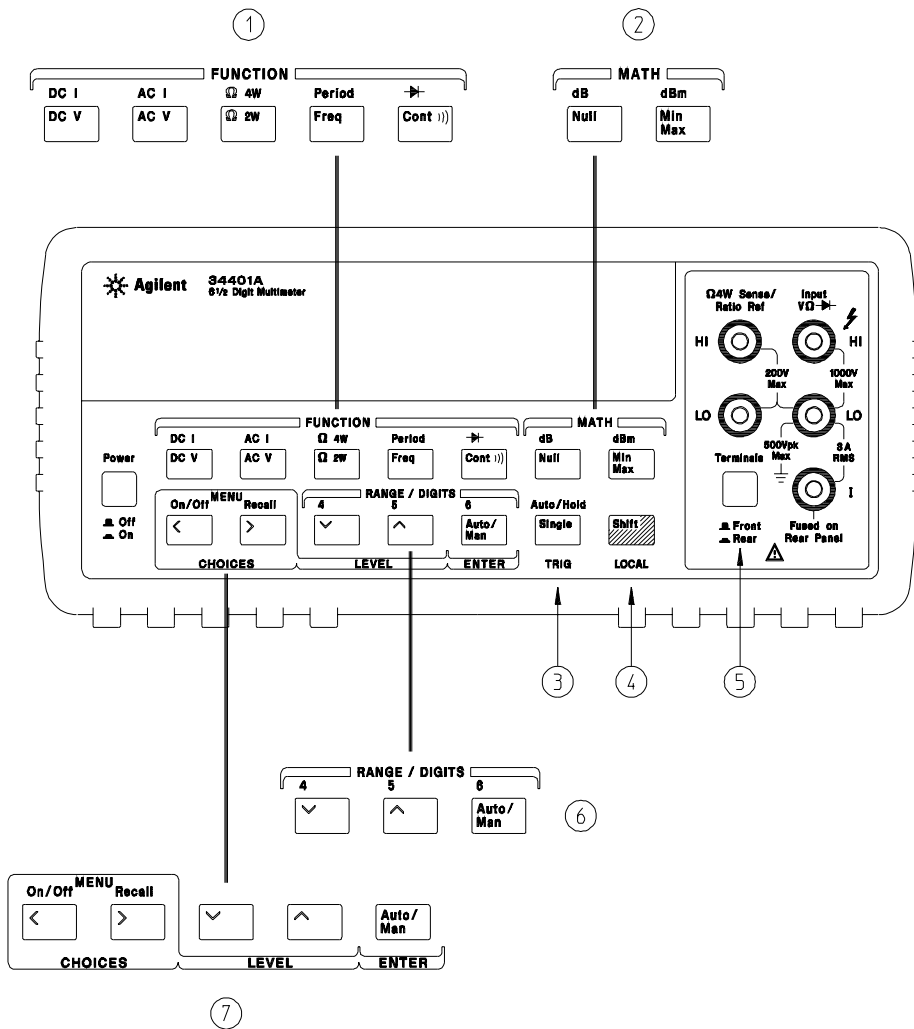 1
2
FUNCTION
MATH
DC I AC I Ω 4W Period
dB dBm
DC V AC V Ω 2W Freq Cont )))
Null Min Max
Agilent 34401A
6½ Digit Multimeter
Ω4W Sense/ Ratio Ref
Input VΩ
HI HI
200V Max
1000V Max
LO LO
500Vpk Max
3A RMS
Terminals
I
Front
Rear
Fused on Rear Panel
FUNCTION
MATH
DC I AC I Ω 4W Period
dB dBm
Power
DC V AC V Ω 2W Freq Cont )))
Null Min Max
Off
On
MENU
On/Off Recall
RANGE / DIGITS
4 5 6
Auto/Hold
< > Auto/ Man
Single Shift
CHOICES LEVEL ENTER
TRIG LOCAL
3
4
5
RANGE / DIGITS
4 5 6
Auto/ Man
6
MENU
On/Off Recall
< > Auto/ Man
CHOICES LEVEL ENTER
7